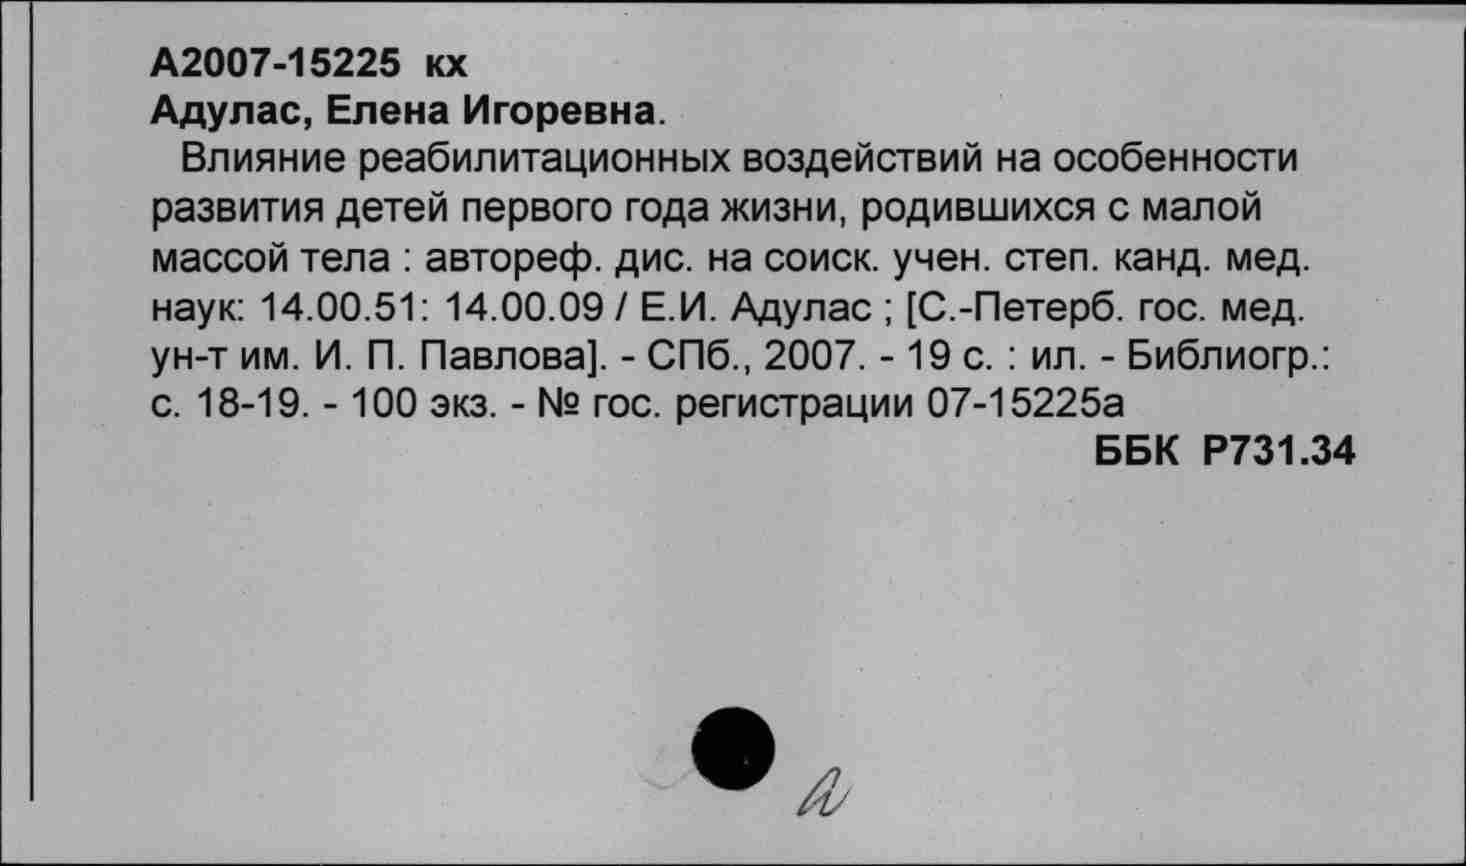 А2007-15225 кх
Адулас, Елена Игоревна.
Влияние реабилитационных воздействий на особенности
развития детей первого года жизни, родившихся с малой
массой тела : автореф. дис. на соиск. учен. степ. канд. мед.
наук: 14.00.51: 14.00.09 / Е.И. Адулас ; [С.-Петерб. гос. мед.
ун-т им. И. П. Павлова]. - СПб., 2007. - 19 с. : ил. - Библиогр.:
с. 18-19. - 100 экз. - № гос. регистрации 07-15225а
ББК Р731.34